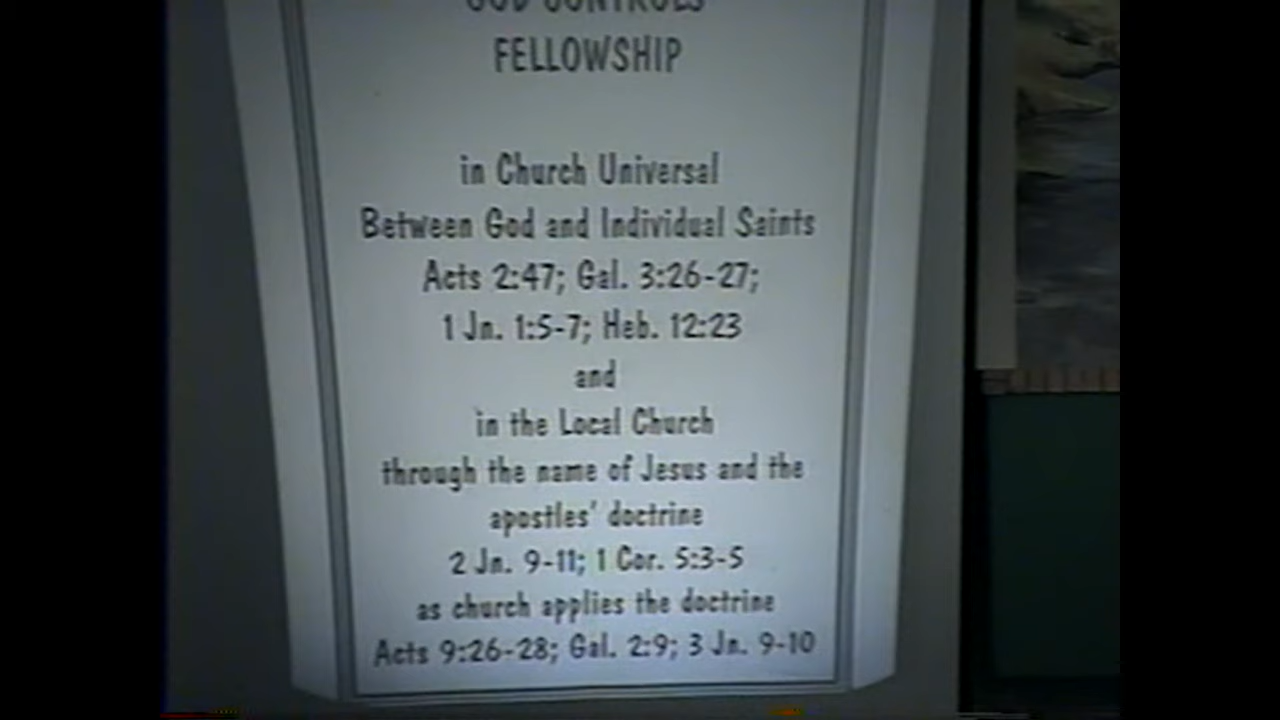 GOD CONTROLS
FELLOWSHIP
in Church Universal
Between God and Individual Saints
Acts 2:47; Gal. 3:26-27;
1 Jn. 1:5-7; Heb. 12:23
and
in the Local Church
through the name of Jesus and the
apostles' doctrine
2 Jn. 9-11; 1 Cor. 5:3-5
as church applies the doctrine
Acts 9:26-28; Gal. 2:9; 3 Jn. 9-10